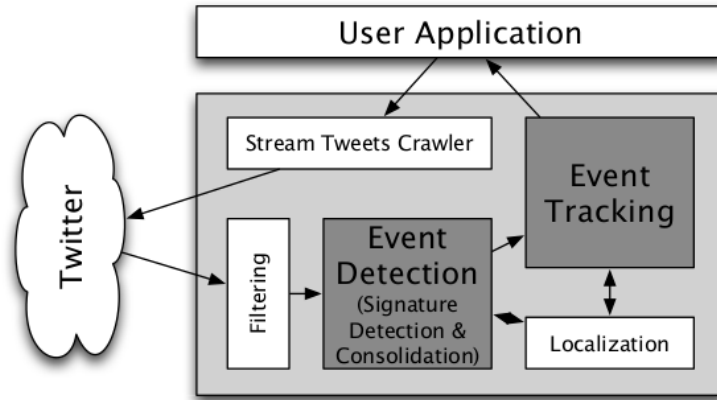 User Application
Stream Tweets Crawler
Event
Tracking
Twitter
Filtering
Event
Detection
(Signature
Detection &
Consolidation)
Localization